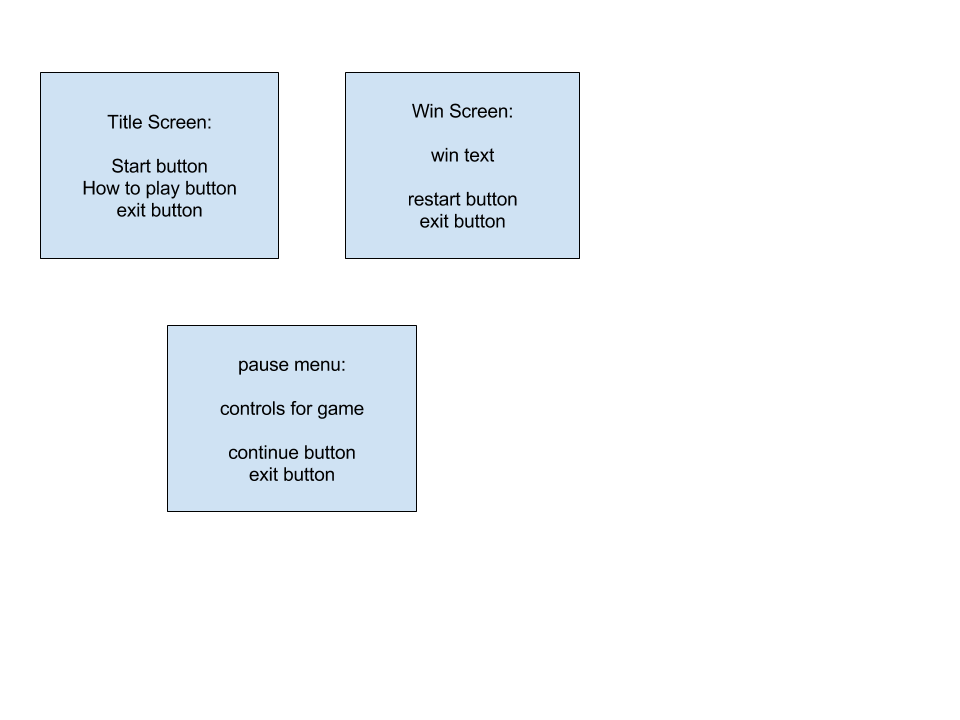 Title Screen:
Start button
How to play button
exit button
Win Screen:
win text
restart button
exit button
pause menu:
controls for game
continue button
exit button